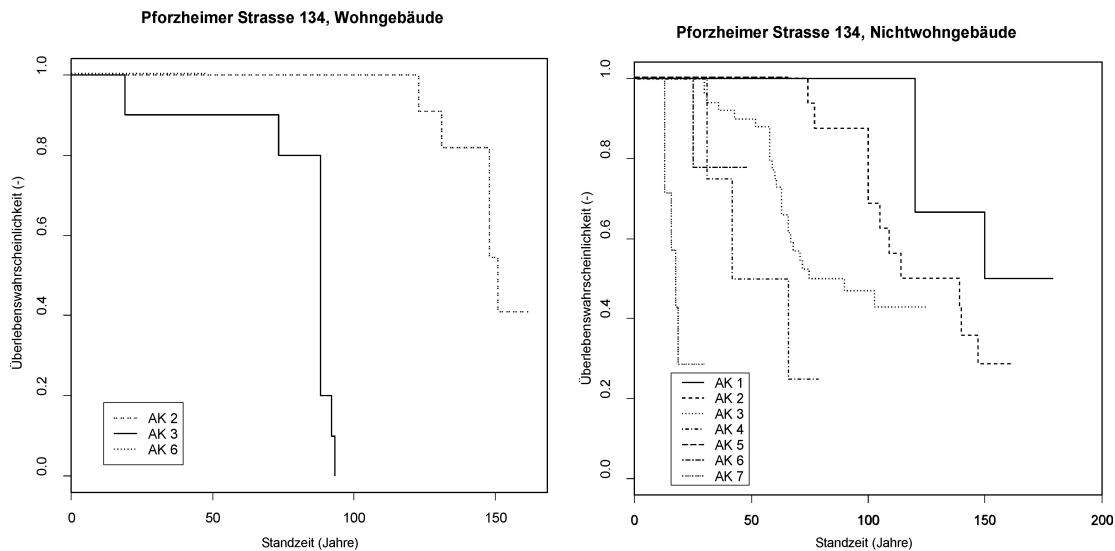 Pforzheimer Strasse 134, Wohngebäude
Überlebenswahrscheinlichkeit (-)
1.0
0.8
0.6
0.4
0.2
0.0
AK 2
AK 3
AK 6
0 50 100 150
Standzeit (Jahre)
Pforzheimer Strasse 134, Nichtwohngebäude
Überlebenswahrscheinlichkeit (-)
1.0
0.8
0.6
0.4
0.2
0.0
AK 1
AK 2
AK 3
AK 4
AK 5
AK 6
AK 7
0 50 100 150 200
Standzeit (Jahre)